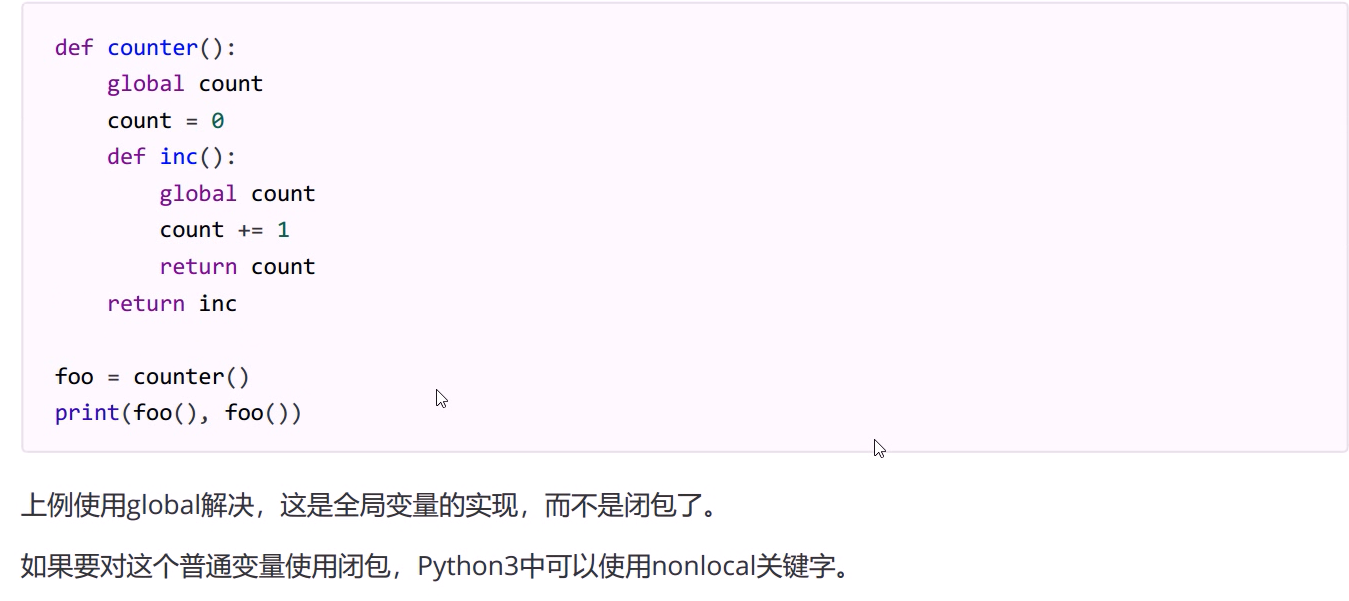 def counter():
    global count
    count = 0
    def inc():
        global count
        count += 1
        return count
    return inc

foo = counter()
print(foo(), foo())
上例使用global解决，这是全局变量的实现，而不是闭包了。
如果要对这个普通变量使用闭包，Python3中可以使用nonlocal关键字。